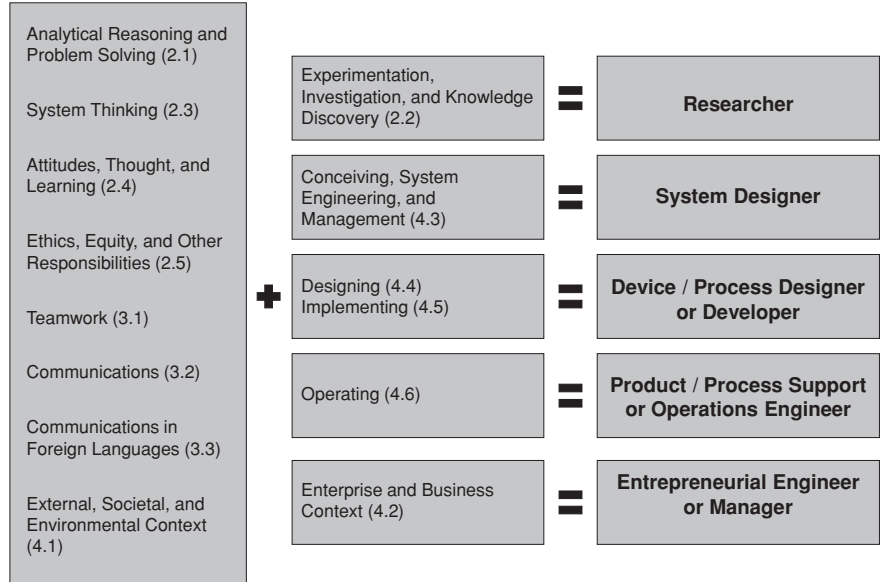 Analytical Reasoning and
Problem Solving (2.1)
System Thinking (2.3)
Attitudes, Thought, and
Learning (2.4)
Ethics, Equity, and Other
Responsibilities (2.5)
Teamwork (3.1)
Communications (3.2)
Communications in
Foreign Languages (3.3)
External, Societal, and
Environmental Context
(4.1)
+
Experimentation,
Investigation, and Knowledge
Discovery (2.2)
=
Researcher
Conceiving, System
Engineering, and
Management (4.3)
=
System Designer
Designing (4.4)
Implementing (4.5)
=
Device / Process Designer
or Developer
Operating (4.6)
=
Product / Process Support
or Operations Engineer
Enterprise and Business
Context (4.2)
=
Entrepreneurial Engineer
or Manager